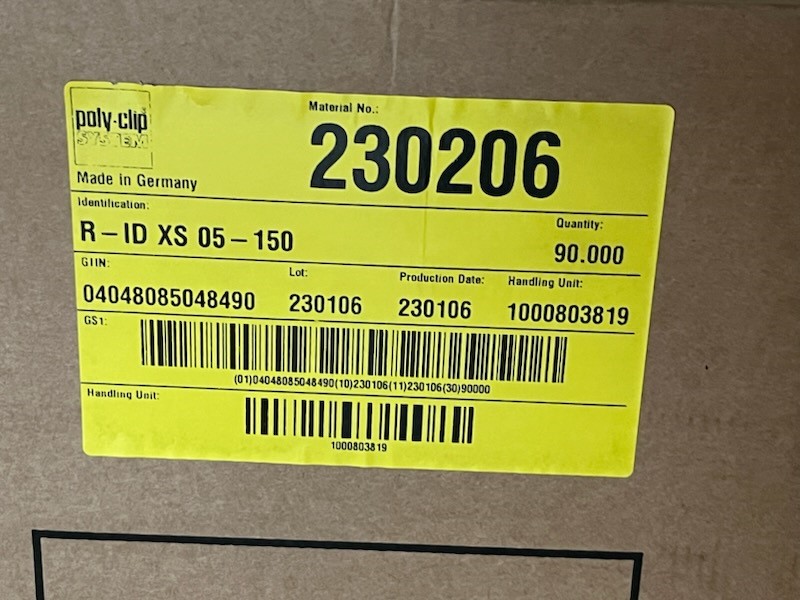 poly-clip
SYSTEM
Material No.:
230206
Made in Germany
Identification:
R-ID XS 05-150
Quantity:
90.000
GTIN:
04048085048490
Lot:
230106
Production Date:
230106
Handling Unit:
1000803819
GS1:
(01)04048085048490(10)230106(11)230106(30)90000
Handling Unit:
1000803819